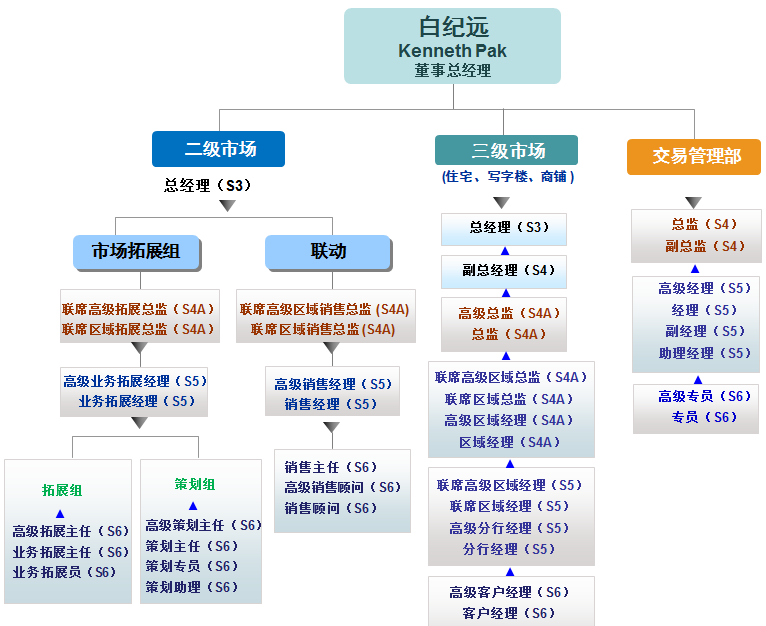 白纪远
Kenneth Pak
董事总经理
二级市场
总经理（S3）
市场拓展组
联席高级拓展总监（S4A）
联席区域拓展总监（S4A）
高级业务拓展经理（S5）
业务拓展经理（S5）
拓展组
高级拓展主任（S6）
业务拓展主任（S6）
业务拓展员（S6）
策划组
高级策划主任（S6）
策划主任（S6）
策划专员（S6）
策划助理（S6）
联动
联席高级区域销售总监(S4A)
联席区域销售总监(S4A)
高级销售经理（S5）
销售经理（S5）
销售主任（S6）
高级销售顾问（S6）
销售顾问（S6）
三级市场
(住宅、写字楼、商铺)
总经理（S3）
副总经理（S4）
高级总监（S4A）
总监（S4A）
联席高级区域总监（S4A）
联席区域总监（S4A）
高级区域经理（S4A）
区域经理（S4A）
联席高级区域经理（S5）
联席区域经理（S5）
高级分行经理（S5）
分行经理（S5）
高级客户经理（S6）
客户经理（S6）
交易管理部
总监（S4）
副总监（S4）
高级经理（S5）
经理（S5）
副经理（S5）
助理经理（S5）
高级专员（S6）
专员（S6）